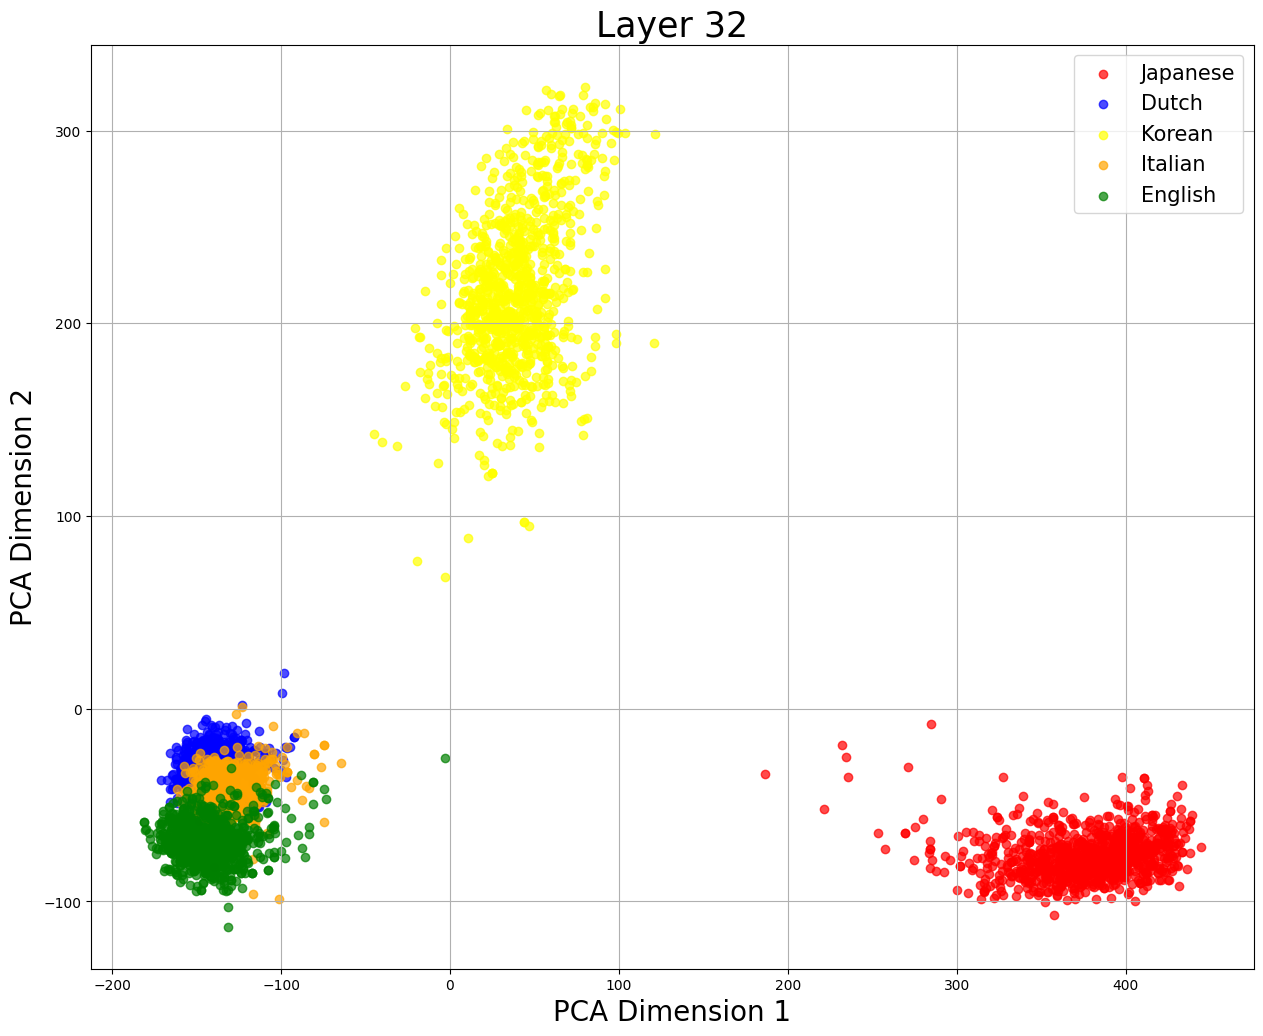 Layer 32
Japanese
Dutch
Korean
Italian
English
300
200
100
0
−100
PCA Dimension 2
−200
−100
0
100
200
300
400
PCA Dimension 1